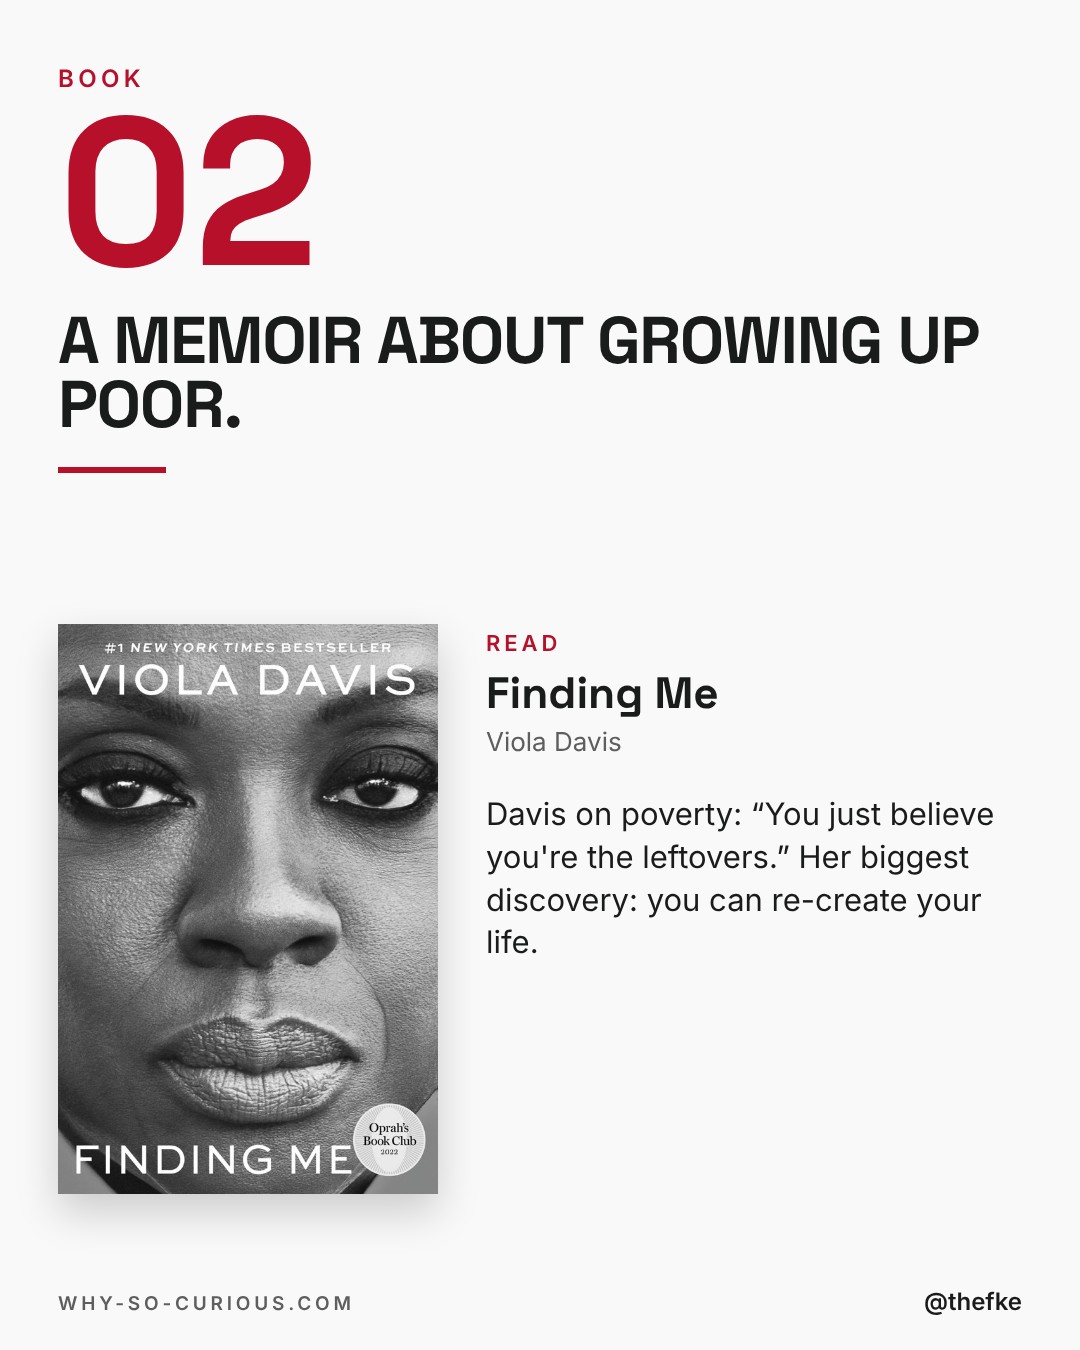 BOOK
02
A MEMOIR ABOUT GROWING UP
POOR.
#1 NEW YORK TIMES BESTSELLER
VIOLA DAVIS
Oprah's
Book Club
2022
FINDING ME
READ
Finding Me
Viola Davis
Davis on poverty: “You just believe
you're the leftovers.” Her biggest
discovery: you can re-create your
life.
WHY-SO-CURIOUS.COM
@thefke